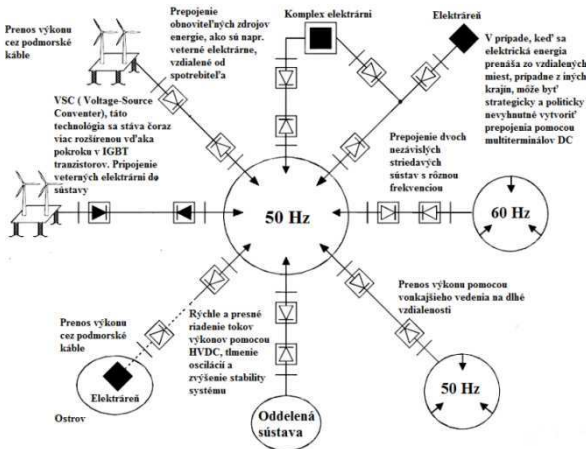 Prenos výkonu
cez podmorské
káble
Prepojenie
obnoviteľných zdrojov
energie, ako sú napr.
veterné elektrárne,
vzdialené od
spotrebiteľa
Komplex elektrární
Elektráreň
V prípade, keď sa
elektrická energia
prenáša zo vzdialených
miest, prípadne z iných
krajín, môže byť
strategicky a politicky
nevyhnutné vytvoriť
prepojenia pomocou
multiterminálov DC
VSC ( Voltage-Source
Conventer), táto
technológia sa stáva čoraz
viac rozšírenou vďaka
pokroku v IGBT
tranzistorov. Pripojenie
veterných elektrární do
sústavy
Prepojenie dvoch
nezávislých
striedavých
sústav s rôznou
frekvenciou
50 Hz
60 Hz
Prenos výkonu pomocou
vonkajšieho vedenia na dlhé
vzdialenosti
Prenos výkonu
cez podmorské
káble
Rýchle a presné
riadenie tokov
výkonov pomocou
HVDC, tlmenie
oscilácií a
zvýšenie stability
systému
Elektráreň
Ostrov
Oddelená
sústava
50 Hz